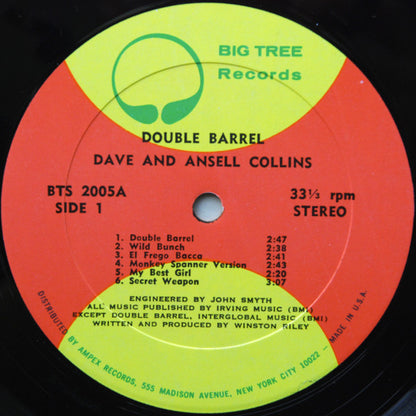 BIG TREE
Records
DOUBLE BARREL
DAVE AND ANSELL COLLINS
BTS 2005A
SIDE 1
33⅓ rpm
STEREO
1. Double Barrel 2:47
2. Wild Bunch 2:38
3. El Frego Bacca 2:41
4. Monkey Spanner Version 2:43
5. My Best Girl 2:20
6. Secret Weapon 3:07
ENGINEERED BY JOHN SMYTH
ALL MUSIC PUBLISHED BY IRVING MUSIC (BMI)
EXCEPT DOUBLE BARREL, INTERGLOBAL MUSIC (BMI)
WRITTEN AND PRODUCED BY WINSTON RILEY
DISTRIBUTED BY AMPEX RECORDS, 555 MADISON AVENUE, NEW YORK CITY 10022 — MADE IN U.S.A.